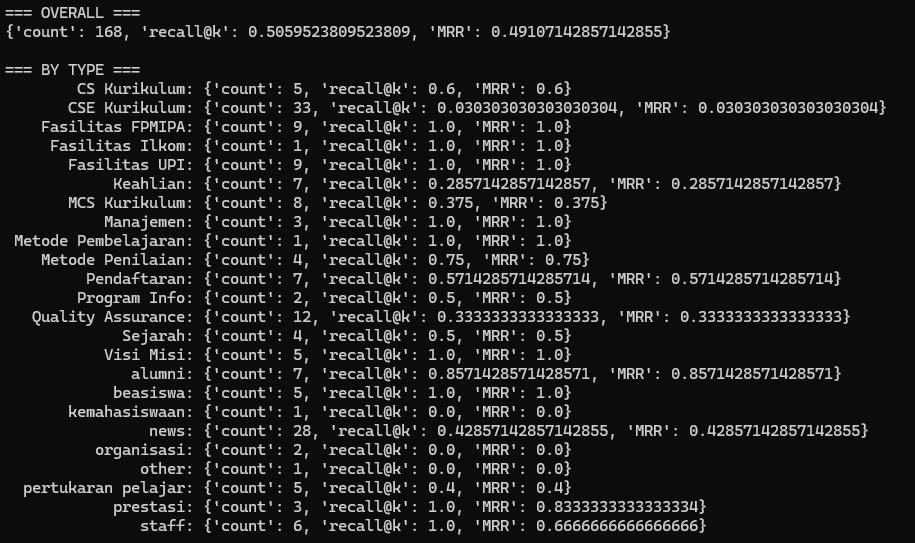 === OVERALL ===
{'count': 168, 'recall@k': 0.5059523809523809, 'MRR': 0.49107142857142855}

=== BY TYPE ===
CS Kurikulum: {'count': 5, 'recall@k': 0.6, 'MRR': 0.6}
CSE Kurikulum: {'count': 33, 'recall@k': 0.030303030303030304, 'MRR': 0.030303030303030304}
Fasilitas FPMIPA: {'count': 9, 'recall@k': 1.0, 'MRR': 1.0}
Fasilitas Ilkom: {'count': 1, 'recall@k': 1.0, 'MRR': 1.0}
Fasilitas UPI: {'count': 9, 'recall@k': 1.0, 'MRR': 1.0}
Keahlian: {'count': 7, 'recall@k': 0.2857142857142857, 'MRR': 0.2857142857142857}
MCS Kurikulum: {'count': 8, 'recall@k': 0.375, 'MRR': 0.375}
Manajemen: {'count': 3, 'recall@k': 1.0, 'MRR': 1.0}
Metode Pembelajaran: {'count': 1, 'recall@k': 1.0, 'MRR': 1.0}
Metode Penilaian: {'count': 4, 'recall@k': 0.75, 'MRR': 0.75}
Pendaftaran: {'count': 7, 'recall@k': 0.5714285714285714, 'MRR': 0.5714285714285714}
Program Info: {'count': 2, 'recall@k': 0.5, 'MRR': 0.5}
Quality Assurance: {'count': 12, 'recall@k': 0.3333333333333333, 'MRR': 0.3333333333333333}
Sejarah: {'count': 4, 'recall@k': 0.5, 'MRR': 0.5}
Visi Misi: {'count': 5, 'recall@k': 1.0, 'MRR': 1.0}
alumni: {'count': 7, 'recall@k': 0.8571428571428571, 'MRR': 0.8571428571428571}
beasiswa: {'count': 5, 'recall@k': 1.0, 'MRR': 1.0}
kemahasiswaan: {'count': 1, 'recall@k': 0.0, 'MRR': 0.0}
news: {'count': 28, 'recall@k': 0.42857142857142855, 'MRR': 0.42857142857142855}
organisasi: {'count': 2, 'recall@k': 0.0, 'MRR': 0.0}
other: {'count': 1, 'recall@k': 0.0, 'MRR': 0.0}
pertukaran pelajar: {'count': 5, 'recall@k': 0.4, 'MRR': 0.4}
prestasi: {'count': 3, 'recall@k': 1.0, 'MRR': 0.8333333333333334}
staff: {'count': 6, 'recall@k': 1.0, 'MRR': 0.6666666666666666}